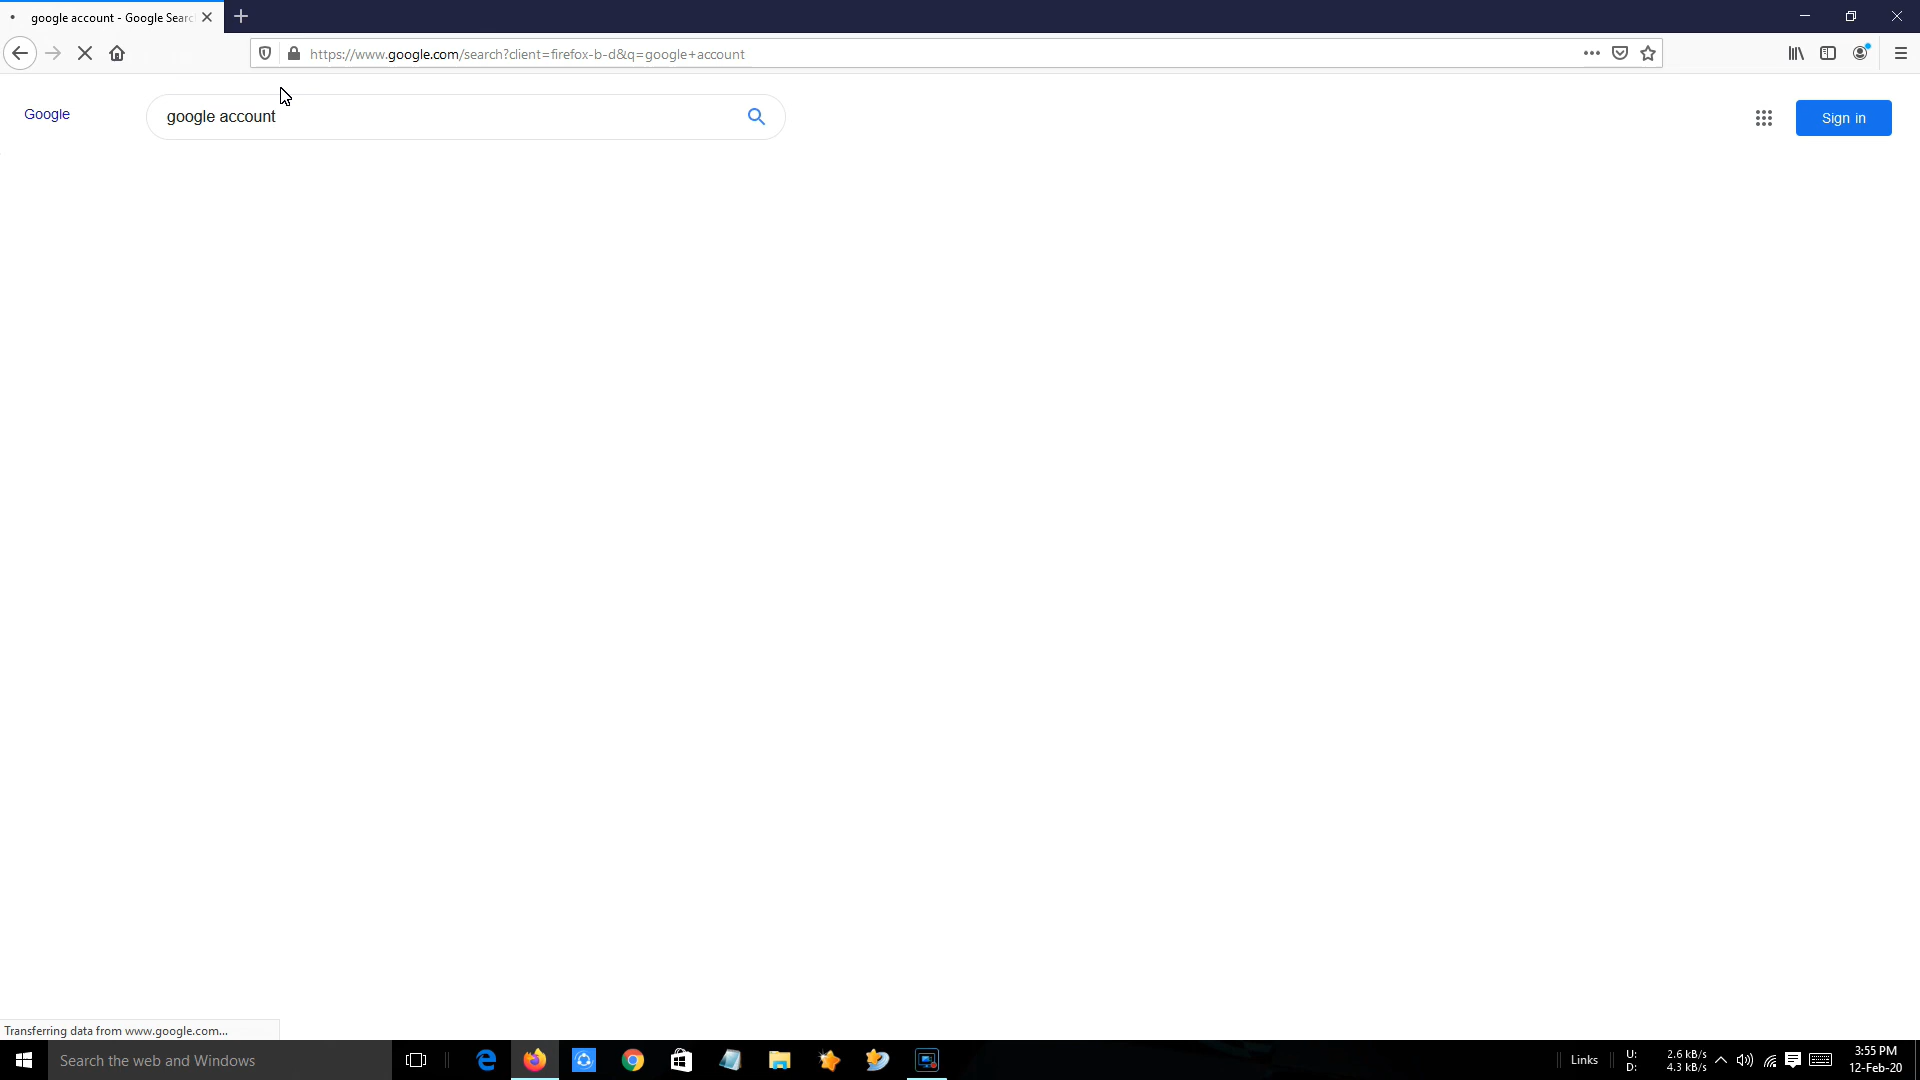 google account - Google Searc
https://www.google.com/search?client=firefox-b-d&q=google+account
Google
google account
Sign in
Transferring data from www.google.com...
Search the web and Windows
Links
U: 2.6 kB/s
D: 4.3 kB/s
3:55 PM
12-Feb-20